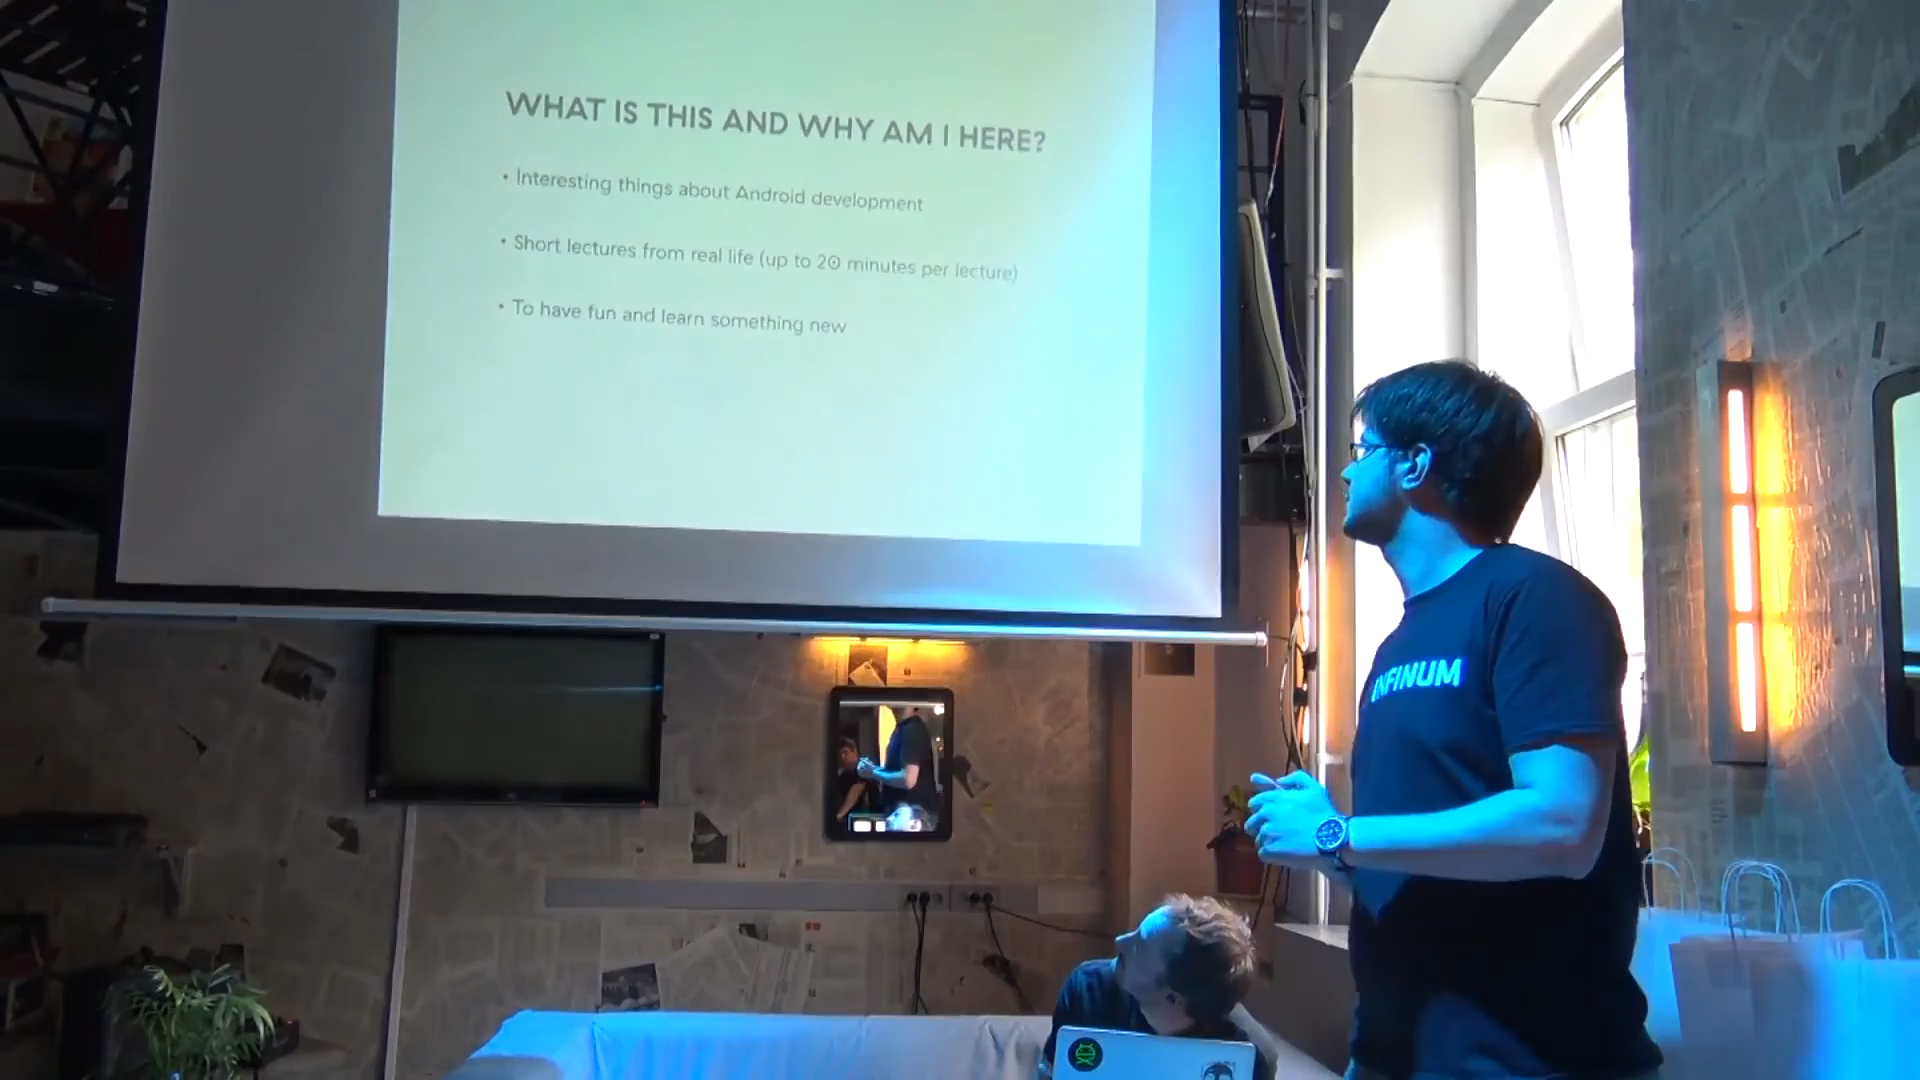 WHAT IS THIS AND WHY AM I HERE?
• Interesting things about Android development
• Short lectures from real life (up to 20 minutes per lecture)
• To have fun and learn something new
INFINUM